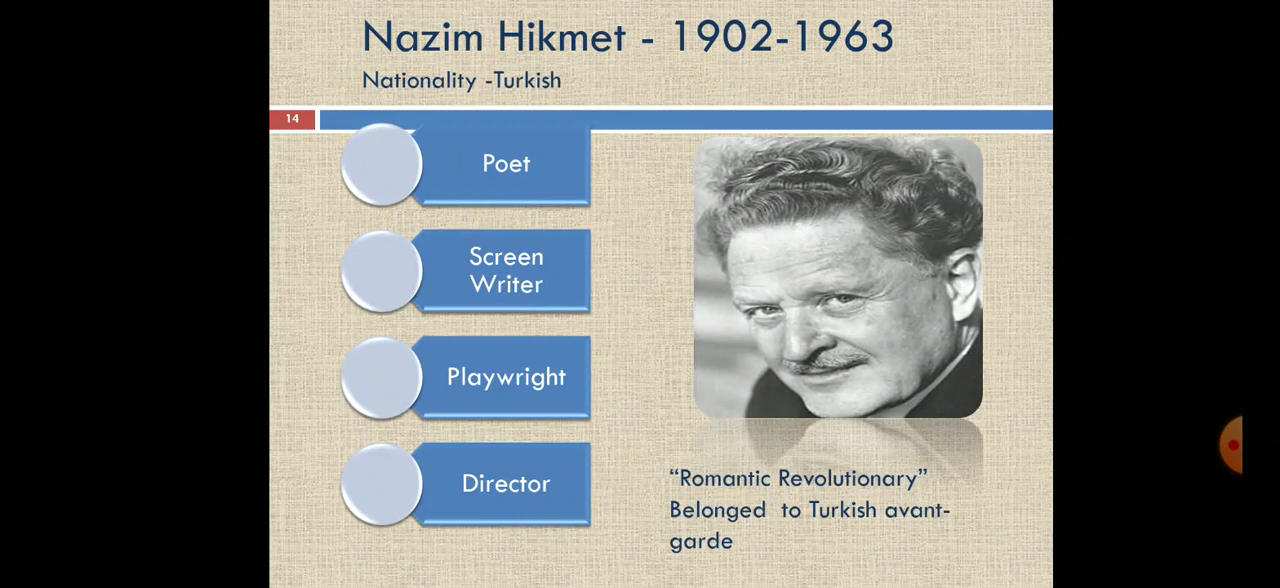 Nazim Hikmet - 1902-1963
Nationality -Turkish
14
Poet
Screen
Writer
Playwright
Director
“Romantic Revolutionary”
Belonged to Turkish avant-
garde